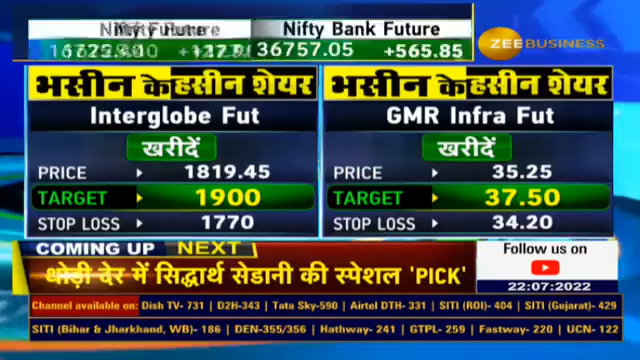 Nifty Future
Nifty Bank Future
36757.05 +565.85
ZEE BUSINESS
भसीन के हसीन शेयर
Interglobe Fut
खरीदें
PRICE 1819.45
TARGET 1900
STOP LOSS 1770
भसीन के हसीन शेयर
GMR Infra Fut
खरीदें
PRICE 35.25
TARGET 37.50
STOP LOSS 34.20
COMING UP NEXT
थोड़ी देर में सिद्धार्थ सेडानी की स्पेशल 'PICK'
Follow us on
22:07:2022
Channel available on: Dish TV- 731 | D2H-343 | Tata Sky-590 | Airtel DTH- 331 | SITI (ROI)- 404 | SITI (Gujarat)- 429
SITI (Bihar & Jharkhand, WB)- 186 | DEN-355/356 | Hathway- 241 | GTPL- 259 | Fastway- 220 | UCN- 122